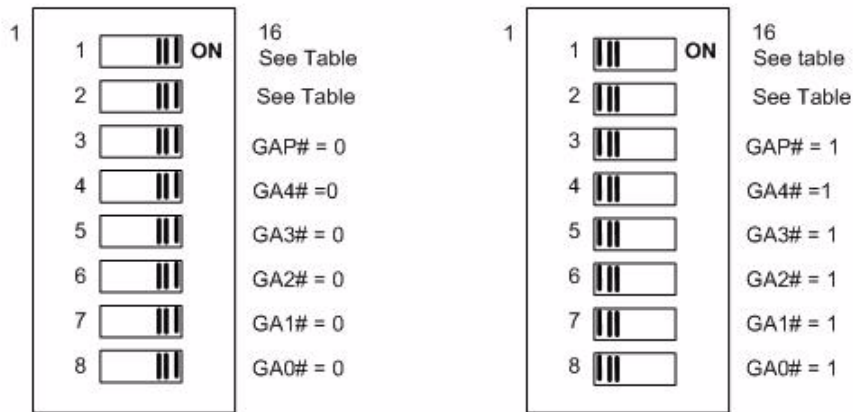 1
16
1 ON See Table
2 See Table
3 GAP# = 0
4 GA4# =0
5 GA3# = 0
6 GA2# = 0
7 GA1# = 0
8 GA0# = 0
1
16
1 ON See table
2 See Table
3 GAP# = 1
4 GA4# =1
5 GA3# = 1
6 GA2# = 1
7 GA1# = 1
8 GA0# = 1